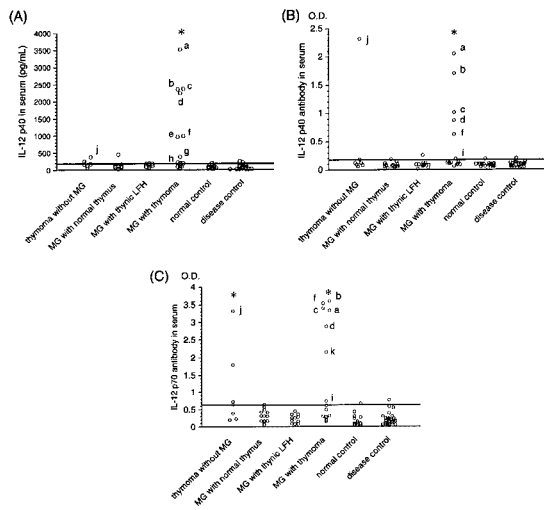 (A)
IL-12 p40 in serum (pg/mL)
4000
3500
3000
2500
2000
1500
1000
500
0
*
a
b
c
d
e
f
g
h
j
thymoma without MG
MG with normal thymus
MG with thynic LFH
MG with thymoma
normal control
disease control
(B)
O.D.
IL-12 p40 antibody in serum
2.5
2
1.5
1
0.5
0
*
j
a
b
c
d
f
i
thymoma without MG
MG with normal thymus
MG with thynic LFH
MG with thymoma
normal control
disease control
(C)
O.D.
IL-12 p70 antibody in serum
4
3.5
3
2.5
2
1.5
1
0.5
0
*
j
*
f
b
c
a
d
k
i
thymoma without MG
MG with normal thymus
MG with thynic LFH
MG with thymoma
normal control
disease control